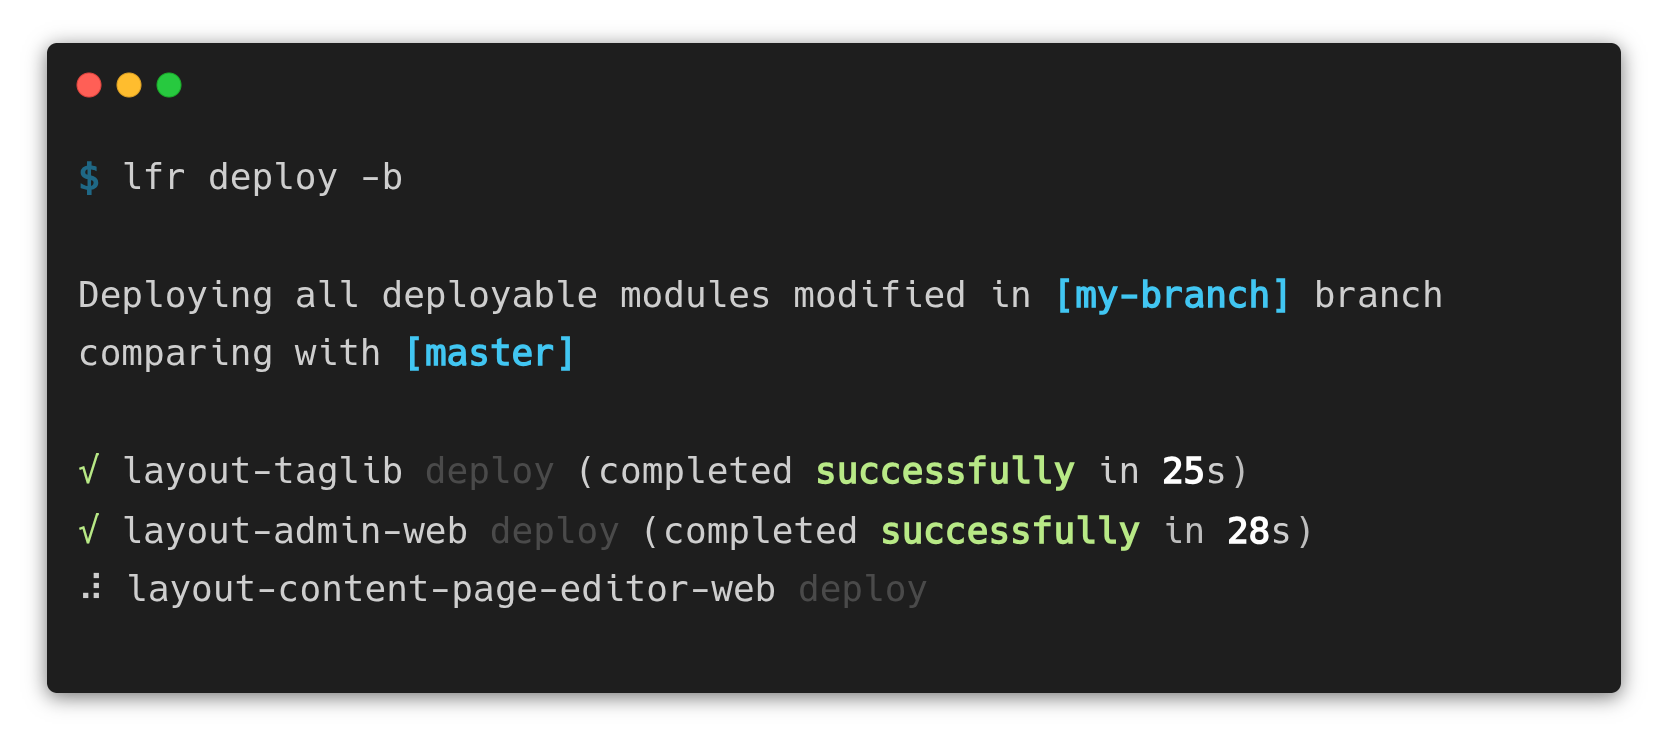 $ lfr deploy -b
Deploying all deployable modules modified in [my-branch] branch
comparing with [master]
√ layout-taglib deploy (completed successfully in 25s)
√ layout-admin-web deploy (completed successfully in 28s)
⠼ layout-content-page-editor-web deploy